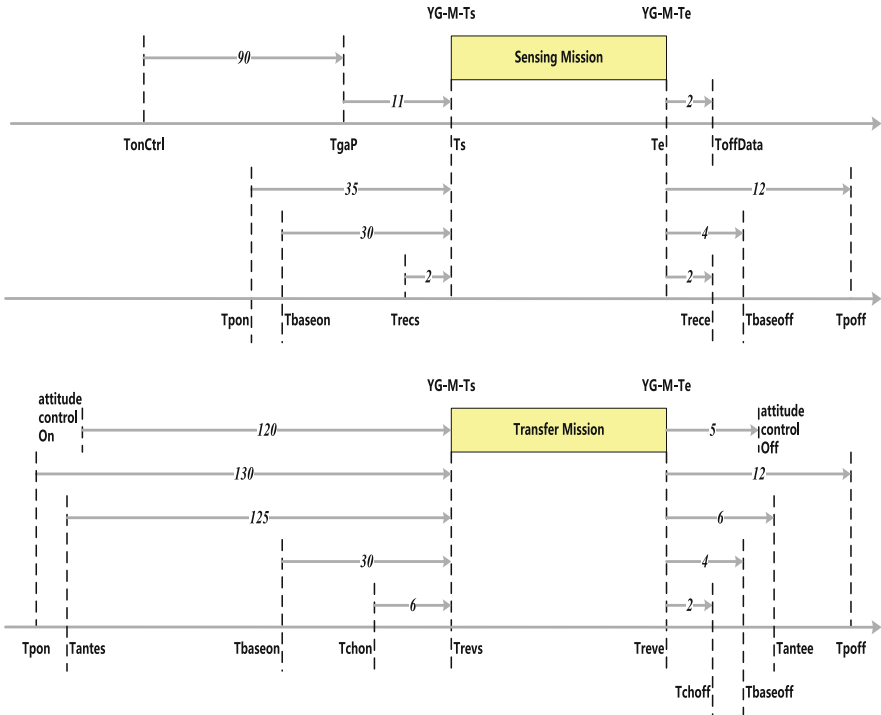 YG-M-Ts YG-M-Te
90 Sensing Mission
11 2
TonCtrl TgaP Ts Te ToffData
35 12
30 4
2 2
Tpon Tbaseon Trecs Trece Tbaseoff Tpoff
YG-M-Ts YG-M-Te
attitude
control
On
120 Transfer Mission 5
attitude
control
Off
130 12
125 6
30 4
6 2
Tpon Tantes Tbaseon Tchon Trevs Treve Tantee Tpoff
Tchoff Tbaseoff